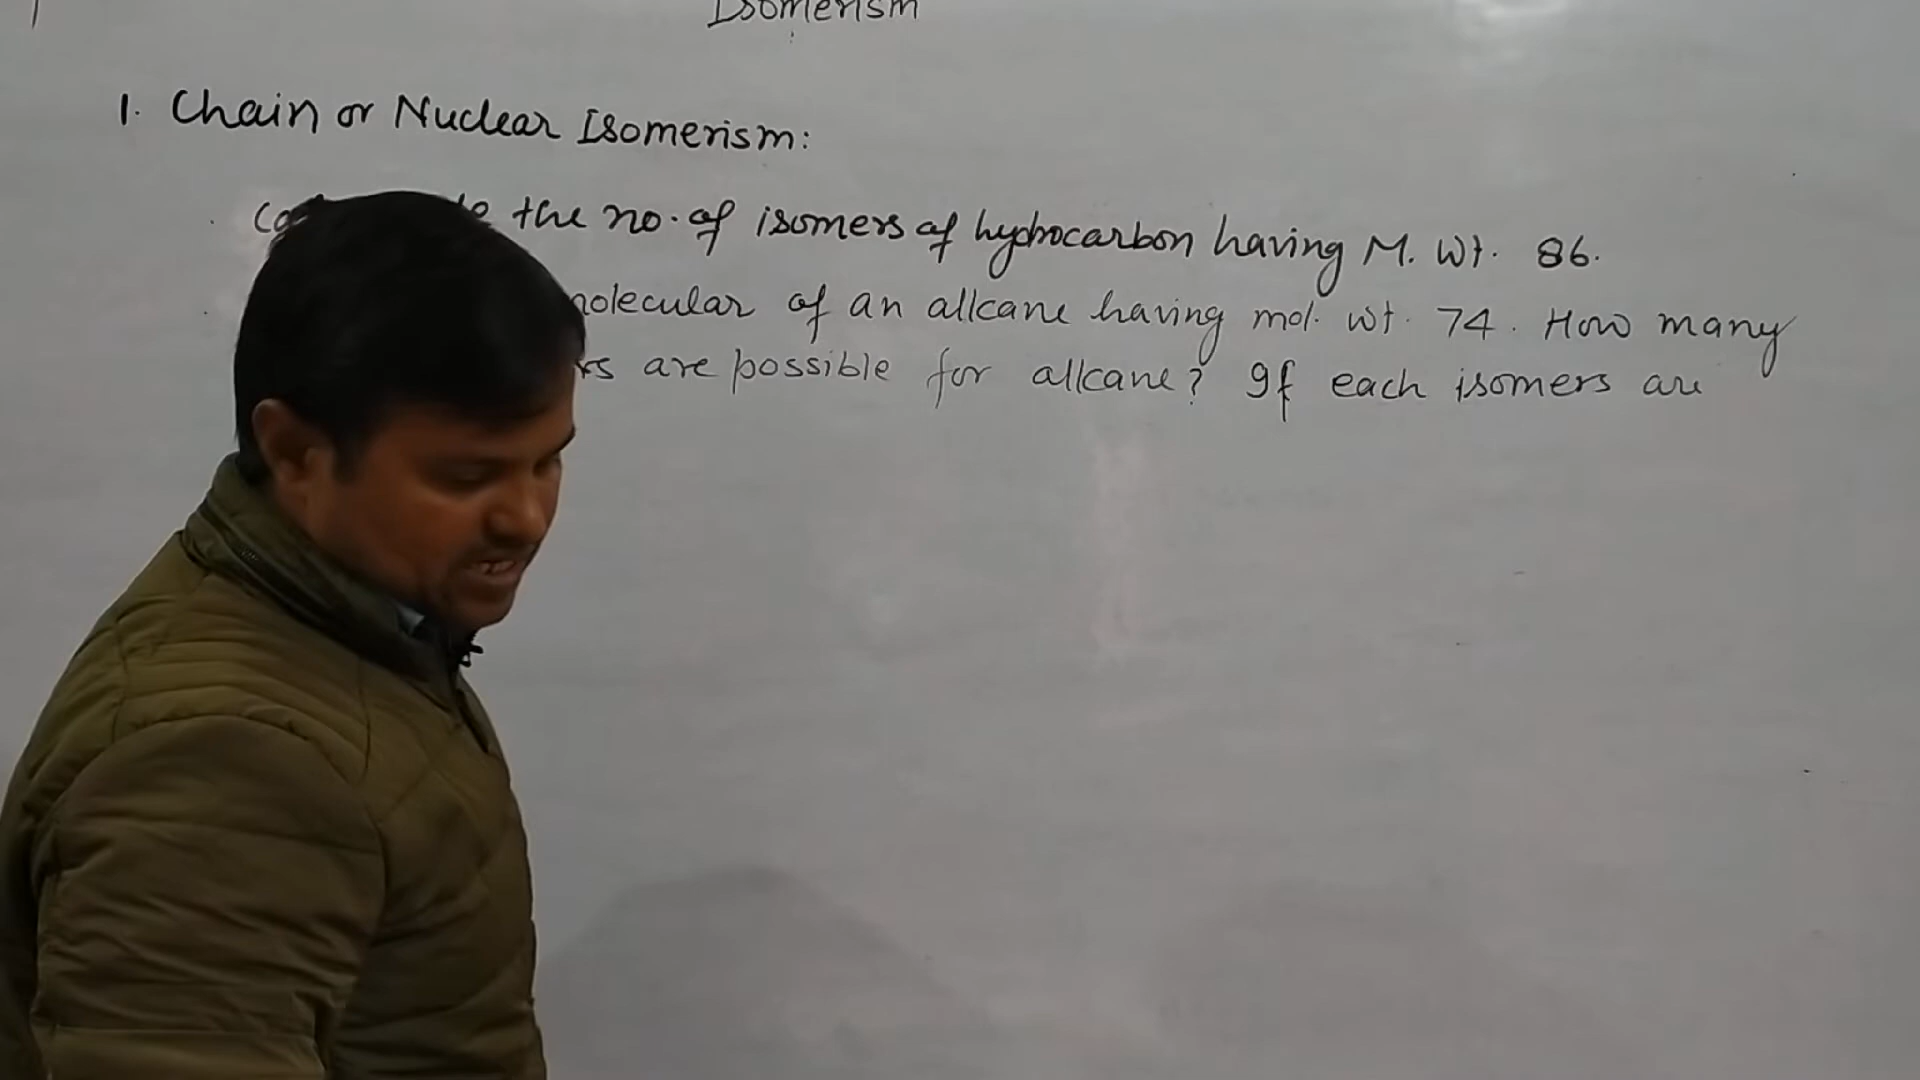 Isomerism
1. Chain or Nuclear Isomerism:
the no. of isomers of hydrocarbon having M. Wt. 86.
molecular of an alkane having mol. wt. 74. How many
are possible for alkane? If each isomers are